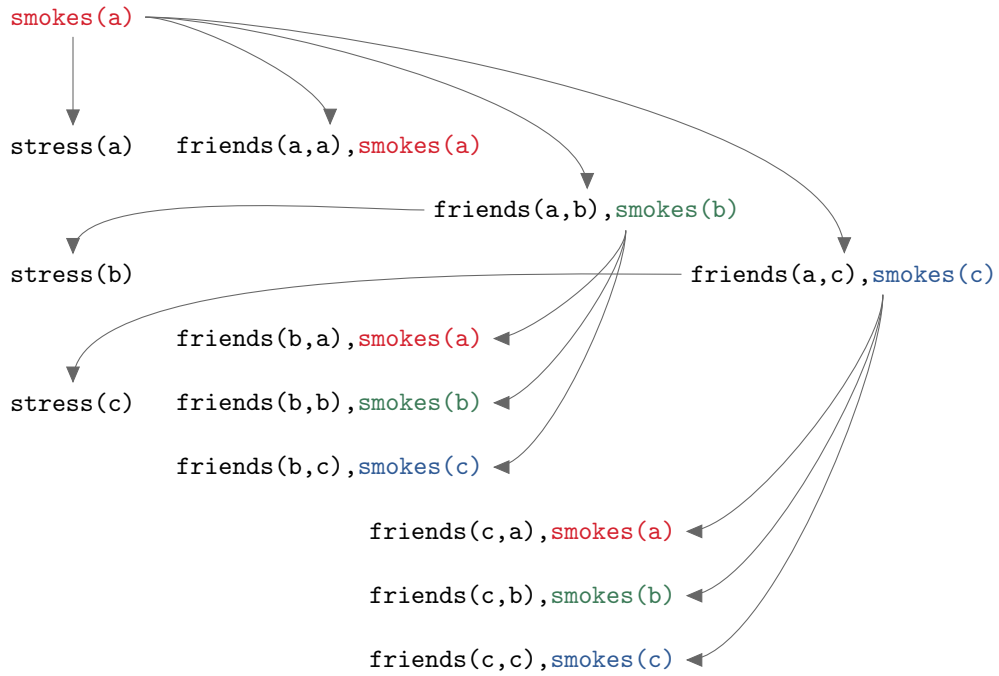 smokes(a)
stress(a) friends(a,a),smokes(a)
friends(a,b),smokes(b)
stress(b)
friends(a,c),smokes(c)
friends(b,a),smokes(a)
stress(c) friends(b,b),smokes(b)
friends(b,c),smokes(c)
friends(c,a),smokes(a)
friends(c,b),smokes(b)
friends(c,c),smokes(c)